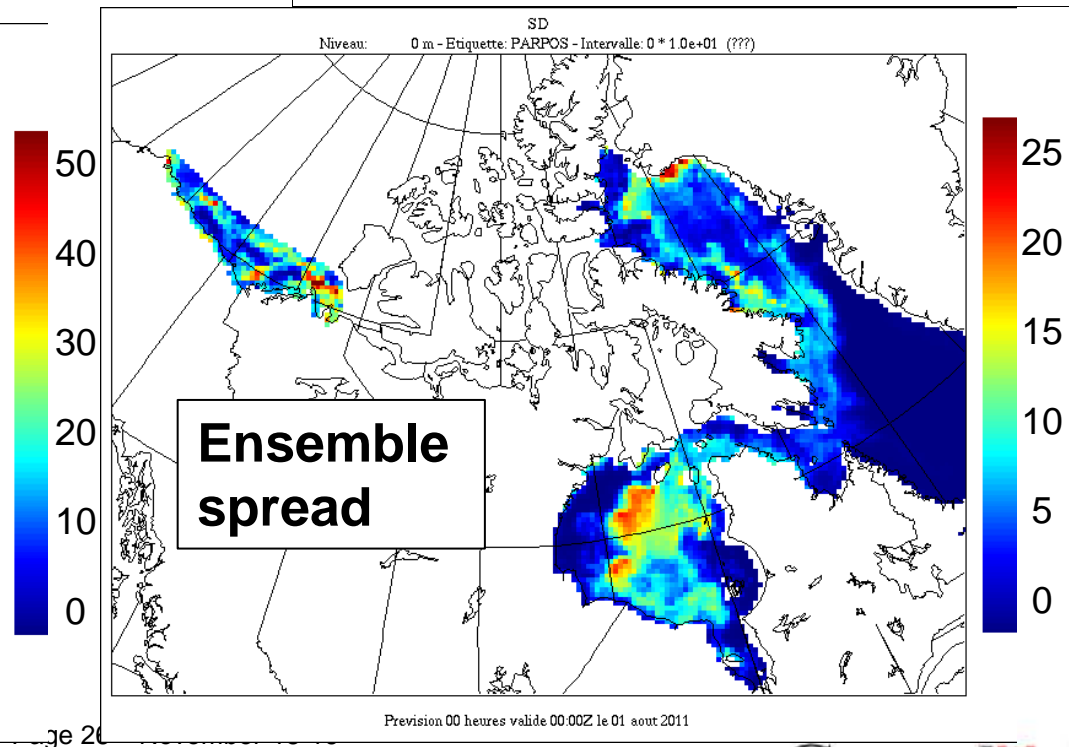 SD
Niveau: 0 m - Etiquette: PARPOS - Intervalle: 0 * 1.0e+01 (???)
50
40
30
20
10
0
25
20
15
10
5
0
Ensemble
spread
Prevision 00 heures valide 00:00Z le 01 aout 2011